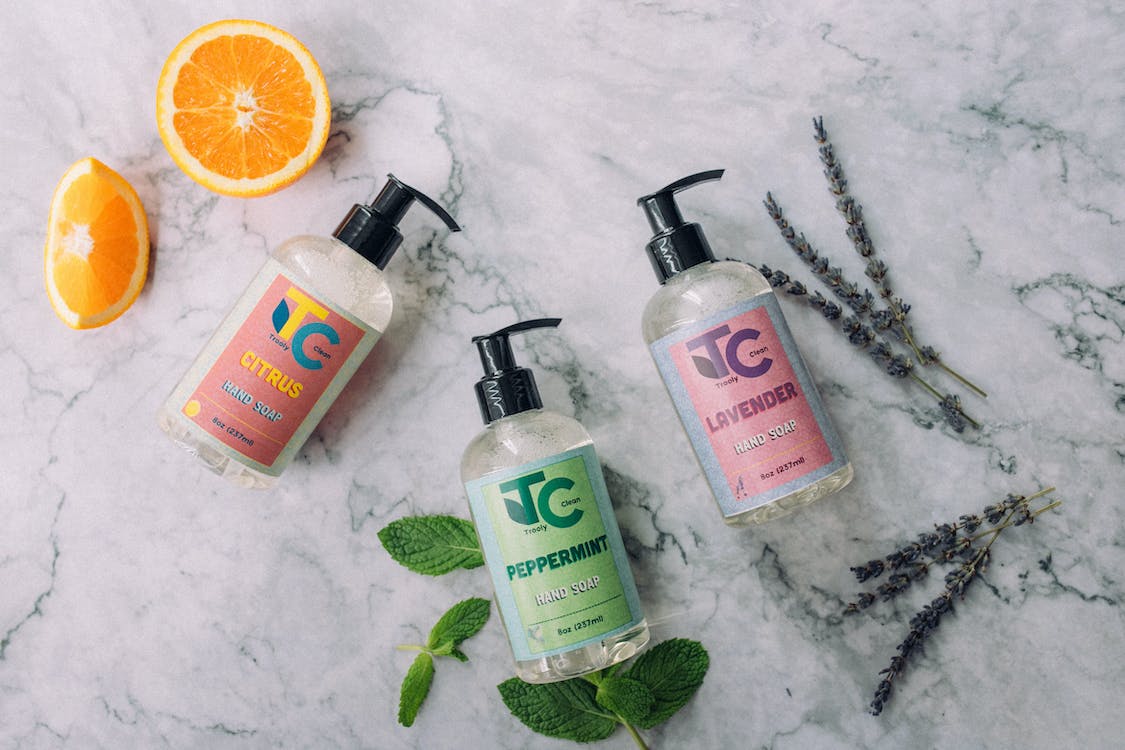 TC
Trooly Clean
CITRUS
HAND SOAP
8oz (237ml)
TC
Trooly Clean
PEPPERMINT
HAND SOAP
8oz (237ml)
TC
Trooly Clean
LAVENDER
HAND SOAP
8oz (237ml)